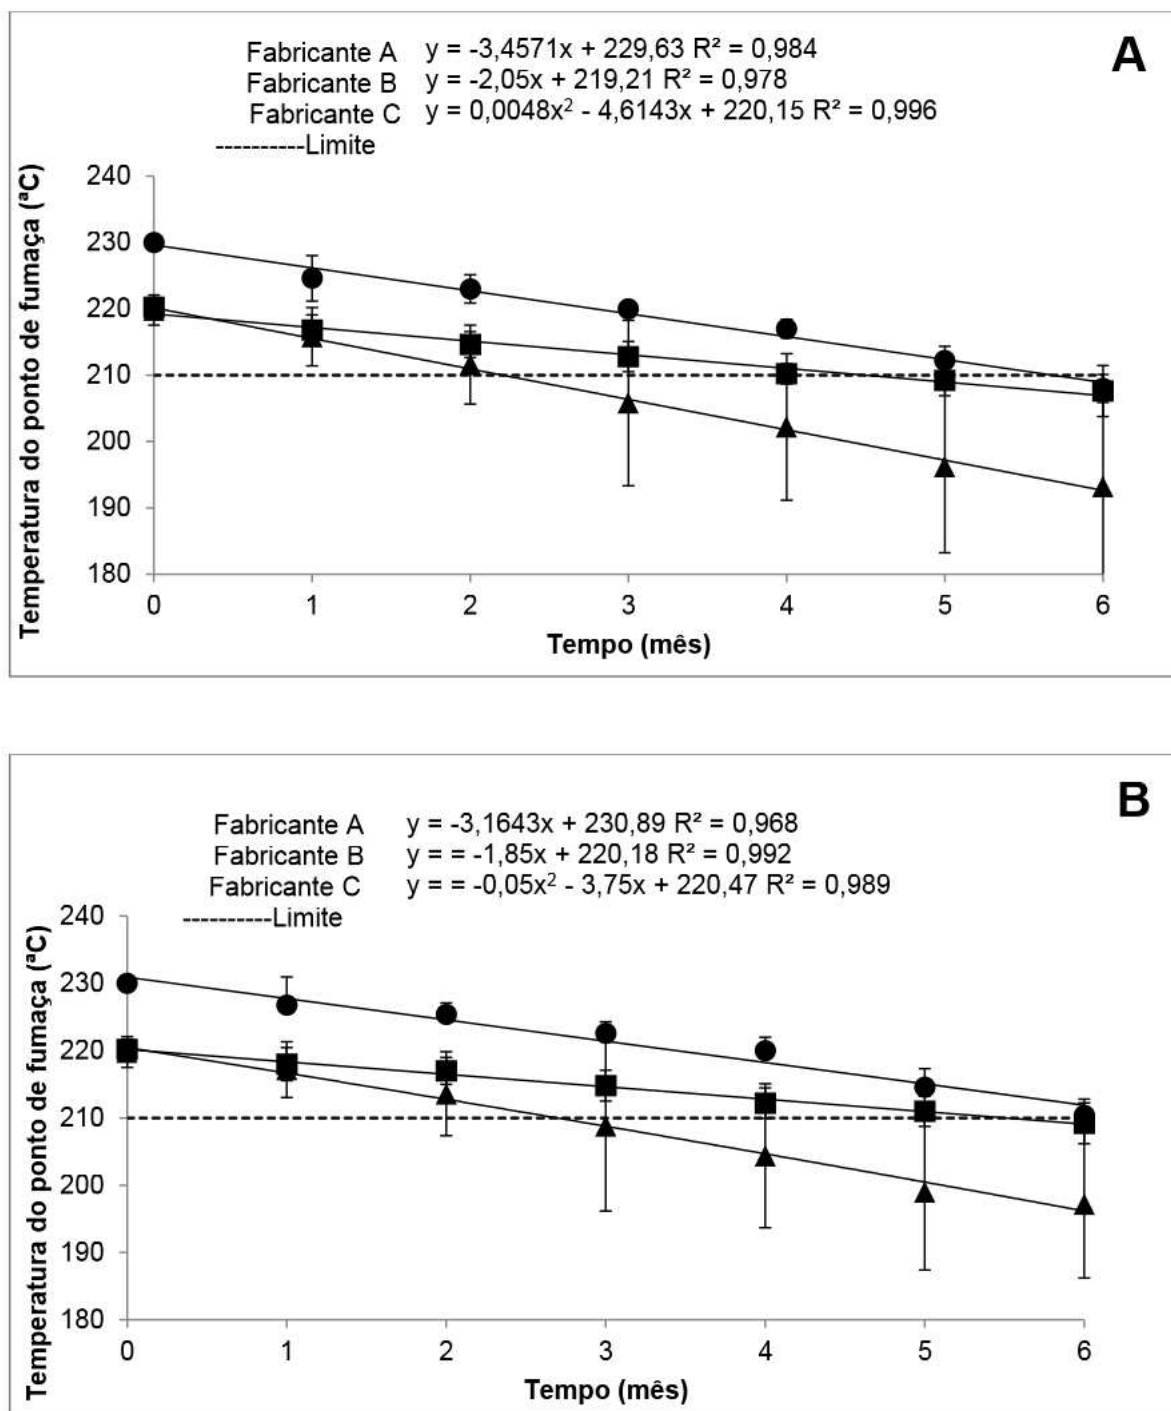 A
Fabricante A y = -3,4571x + 229,63 R² = 0,984
Fabricante B y = -2,05x + 219,21 R² = 0,978
Fabricante C y = 0,0048x² - 4,6143x + 220,15 R² = 0,996
----------Limite
Temperatura do ponto de fumaça (ªC)
240
230
220
210
200
190
180
0 1 2 3 4 5 6
Tempo (mês)
B
Fabricante A y = -3,1643x + 230,89 R² = 0,968
Fabricante B y = = -1,85x + 220,18 R² = 0,992
Fabricante C y = = -0,05x² - 3,75x + 220,47 R² = 0,989
----------Limite
Temperatura do ponto de fumaça (ªC)
240
230
220
210
200
190
180
0 1 2 3 4 5 6
Tempo (mês)